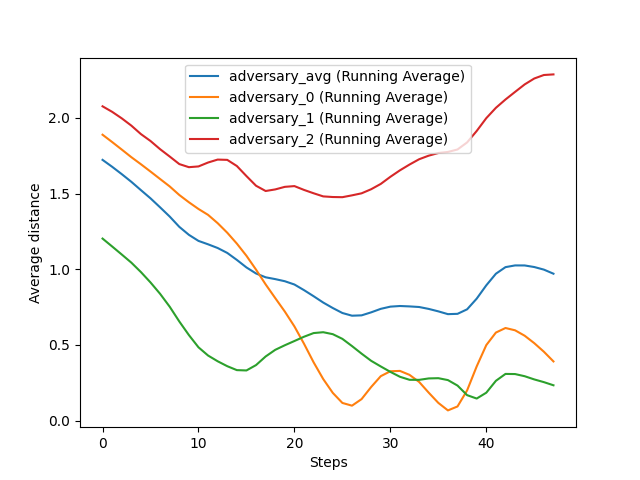 adversary_avg (Running Average)
adversary_0 (Running Average)
adversary_1 (Running Average)
adversary_2 (Running Average)
Average distance
2.0
1.5
1.0
0.5
0.0
0 10 20 30 40
Steps